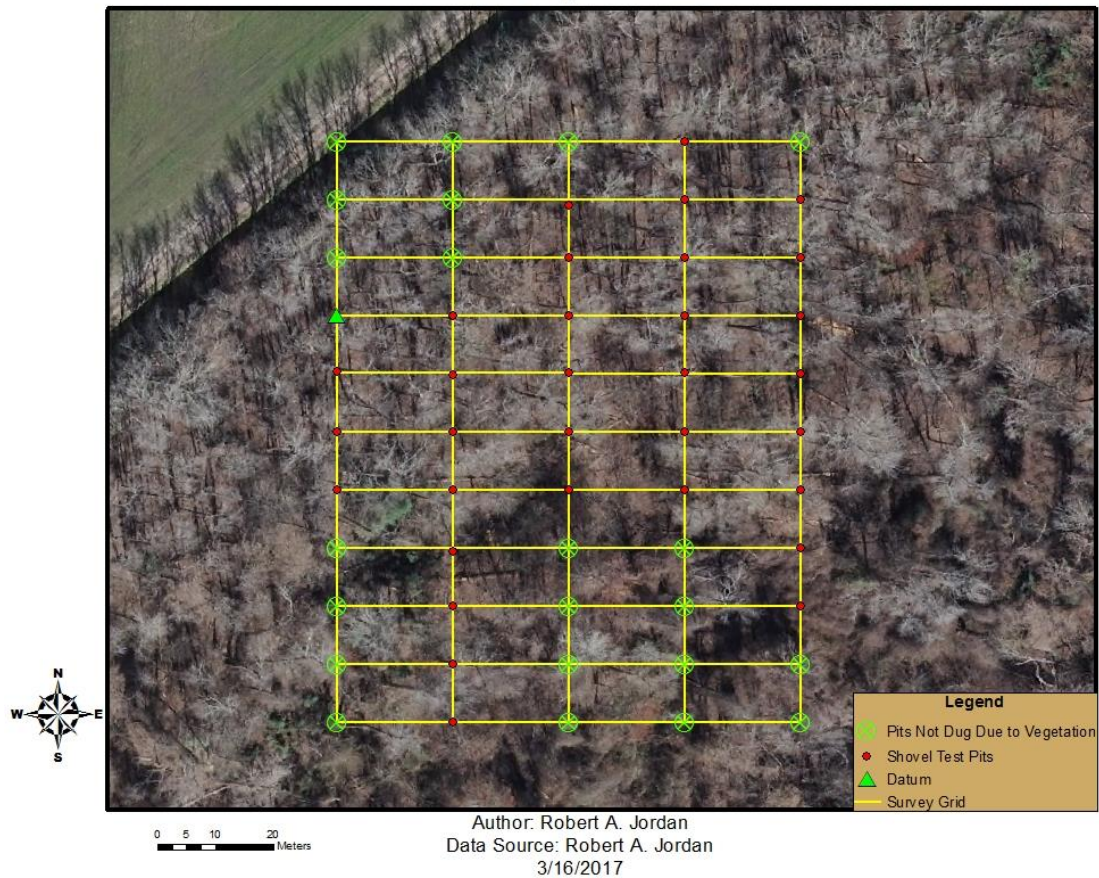 N
W E
S
Legend
Pits Not Dug Due to Vegetation
Shovel Test Pits
Datum
Survey Grid
0 5 10 20
Meters
Author: Robert A. Jordan
Data Source: Robert A. Jordan
3/16/2017